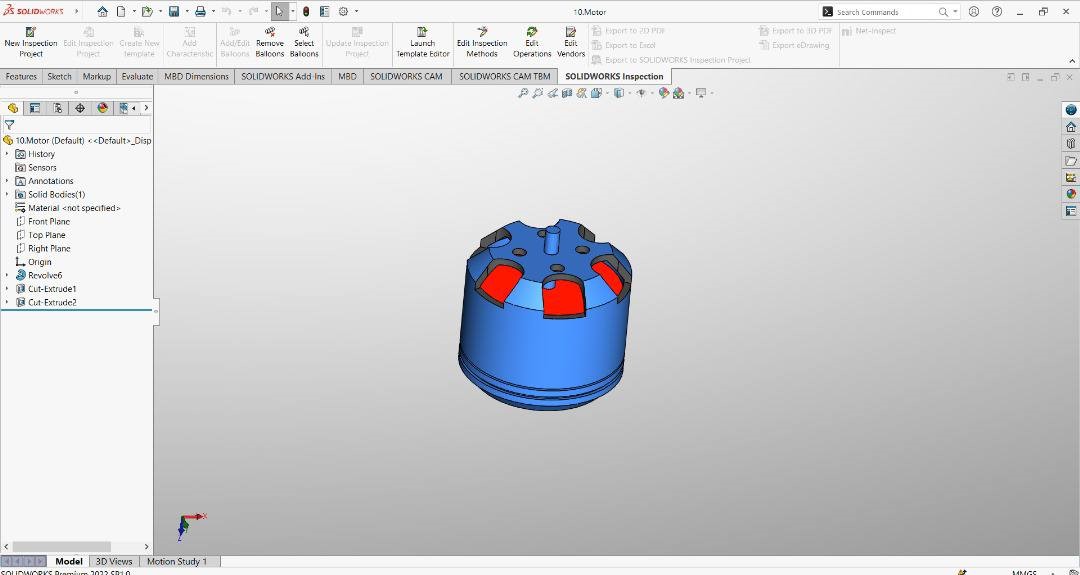 SOLIDWORKS
10.Motor
Search Commands
New Inspection Project
Edit Inspection Project
Create New template
Add Characteristic
Add/Edit Balloons
Remove Balloons
Select Balloons
Update Inspection Project
Launch Template Editor
Edit Inspection Methods
Edit Operations
Edit Vendors
Export to 2D PDF
Export to Excel
Export to SOLIDWORKS Inspection Project
Export to 3D PDF
Export eDrawing
Net-Inspect
Features Sketch Markup Evaluate MBD Dimensions SOLIDWORKS Add-Ins MBD SOLIDWORKS CAM SOLIDWORKS CAM TBM SOLIDWORKS Inspection
10.Motor (Default) <<Default>_Disp
History
Sensors
Annotations
Solid Bodies(1)
Material <not specified>
Front Plane
Top Plane
Right Plane
Origin
Revolve6
Cut-Extrude1
Cut-Extrude2
X
Z
Model 3D Views Motion Study 1
SOLIDWORKS Premium 2022 SP1.0
MMGS